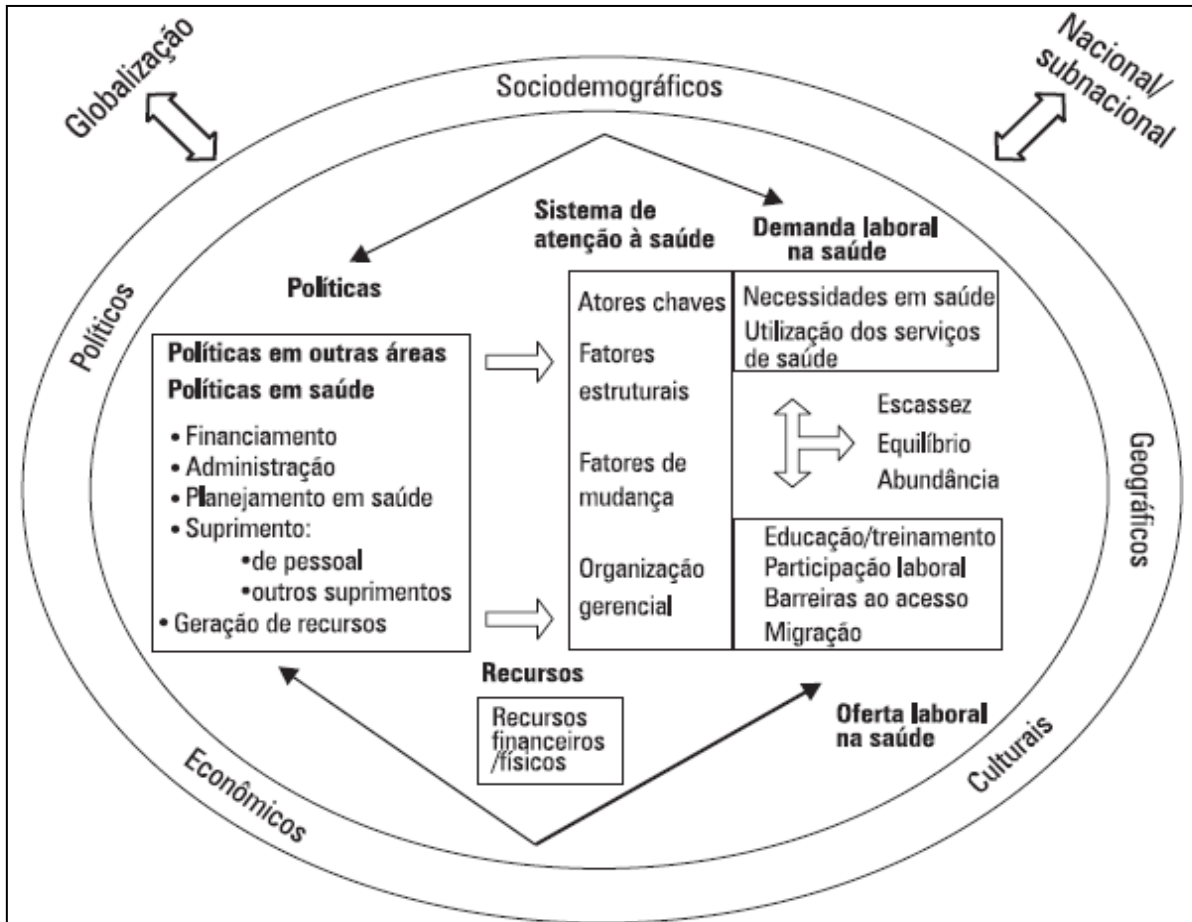 Globalização
Nacional/
subnacional
Sociodemográficos
Políticos
Geográficos
Econômicos
Culturais
Políticas
Políticas em outras áreas
Políticas em saúde
• Financiamento
• Administração
• Planejamento em saúde
• Suprimento:
•de pessoal
•outros suprimentos
• Geração de recursos
Sistema de
atenção à saúde
Atores chaves
Fatores
estruturais
Fatores de
mudança
Organização
gerencial
Demanda laboral
na saúde
Necessidades em saúde
Utilização dos serviços
de saúde
Escassez
Equilíbrio
Abundância
Educação/treinamento
Participação laboral
Barreiras ao acesso
Migração
Oferta laboral
na saúde
Recursos
Recursos
financeiros
/físicos